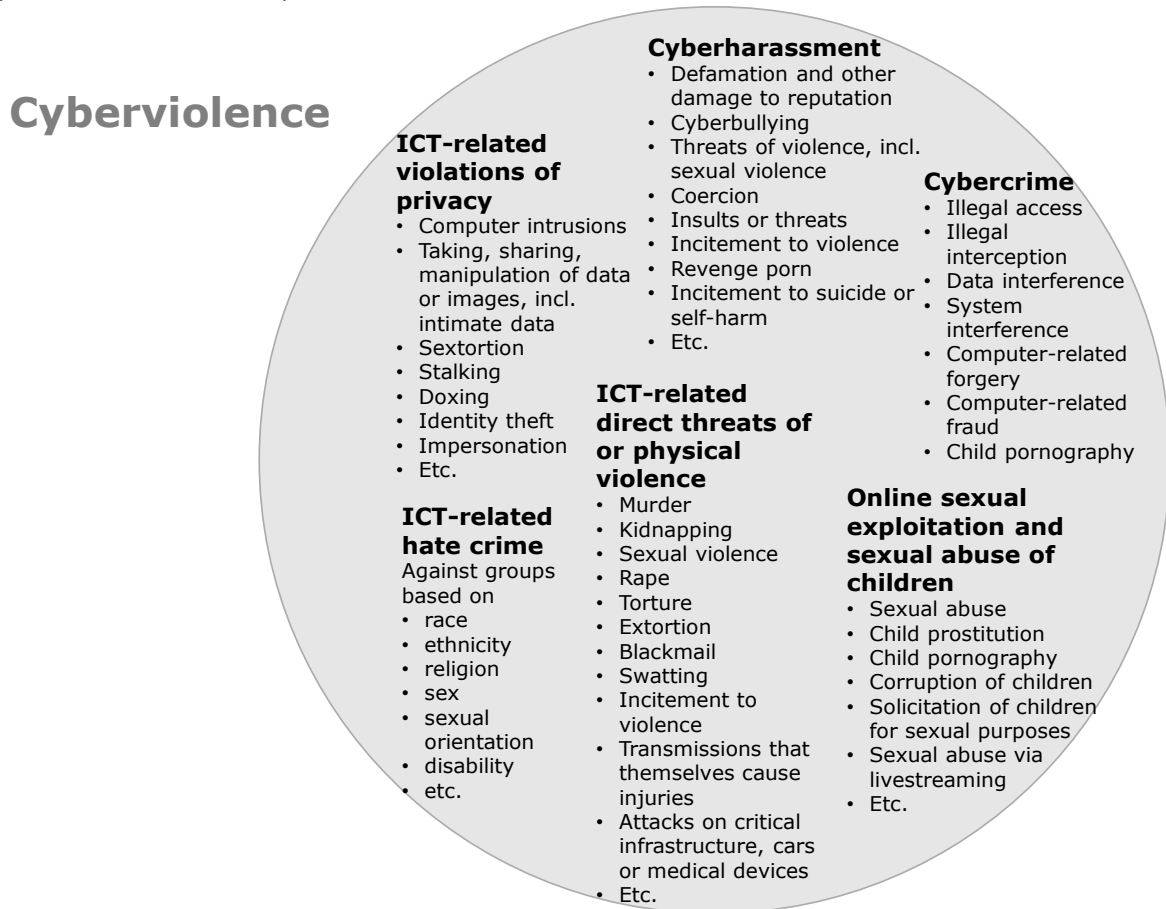 Cyberviolence
ICT-related
violations of
privacy
• Computer intrusions
• Taking, sharing,
manipulation of data
or images, incl.
intimate data
• Sextortion
• Stalking
• Doxing
• Identity theft
• Impersonation
• Etc.
Cyberharassment
• Defamation and other
damage to reputation
• Cyberbullying
• Threats of violence, incl.
sexual violence
• Coercion
• Insults or threats
• Incitement to violence
• Revenge porn
• Incitement to suicide or
self-harm
• Etc.
Cybercrime
• Illegal access
• Illegal
interception
• Data interference
• System
interference
• Computer-related
forgery
• Computer-related
fraud
• Child pornography
ICT-related
hate crime
Against groups
based on
• race
• ethnicity
• religion
• sex
• sexual
orientation
• disability
• etc.
ICT-related
direct threats of
or physical
violence
• Murder
• Kidnapping
• Sexual violence
• Rape
• Torture
• Extortion
• Blackmail
• Swatting
• Incitement to
violence
• Transmissions that
themselves cause
injuries
• Attacks on critical
infrastructure, cars
or medical devices
• Etc.
Online sexual
exploitation and
sexual abuse of
children
• Sexual abuse
• Child prostitution
• Child pornography
• Corruption of children
• Solicitation of children
for sexual purposes
• Sexual abuse via
livestreaming
• Etc.